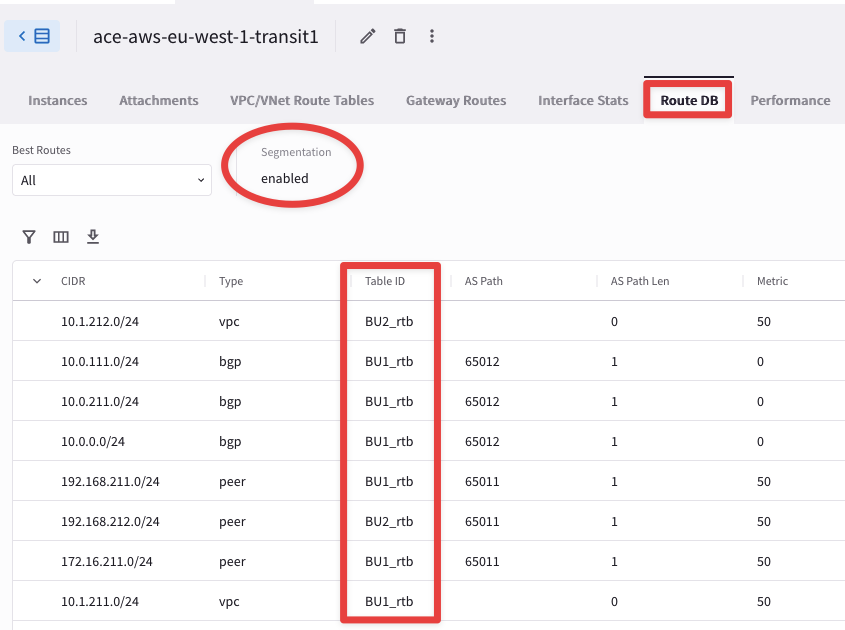 ace-aws-eu-west-1-transit1
Instances Attachments VPC/VNet Route Tables Gateway Routes Interface Stats Route DB Performance
Best Routes
All
Segmentation
enabled
CIDR Type Table ID AS Path AS Path Len Metric
10.1.212.0/24 vpc BU2_rtb 0 50
10.0.111.0/24 bgp BU1_rtb 65012 1 0
10.0.211.0/24 bgp BU1_rtb 65012 1 0
10.0.0.0/24 bgp BU1_rtb 65012 1 0
192.168.211.0/24 peer BU1_rtb 65011 1 50
192.168.212.0/24 peer BU2_rtb 65011 1 50
172.16.211.0/24 peer BU1_rtb 65011 1 50
10.1.211.0/24 vpc BU1_rtb 0 50